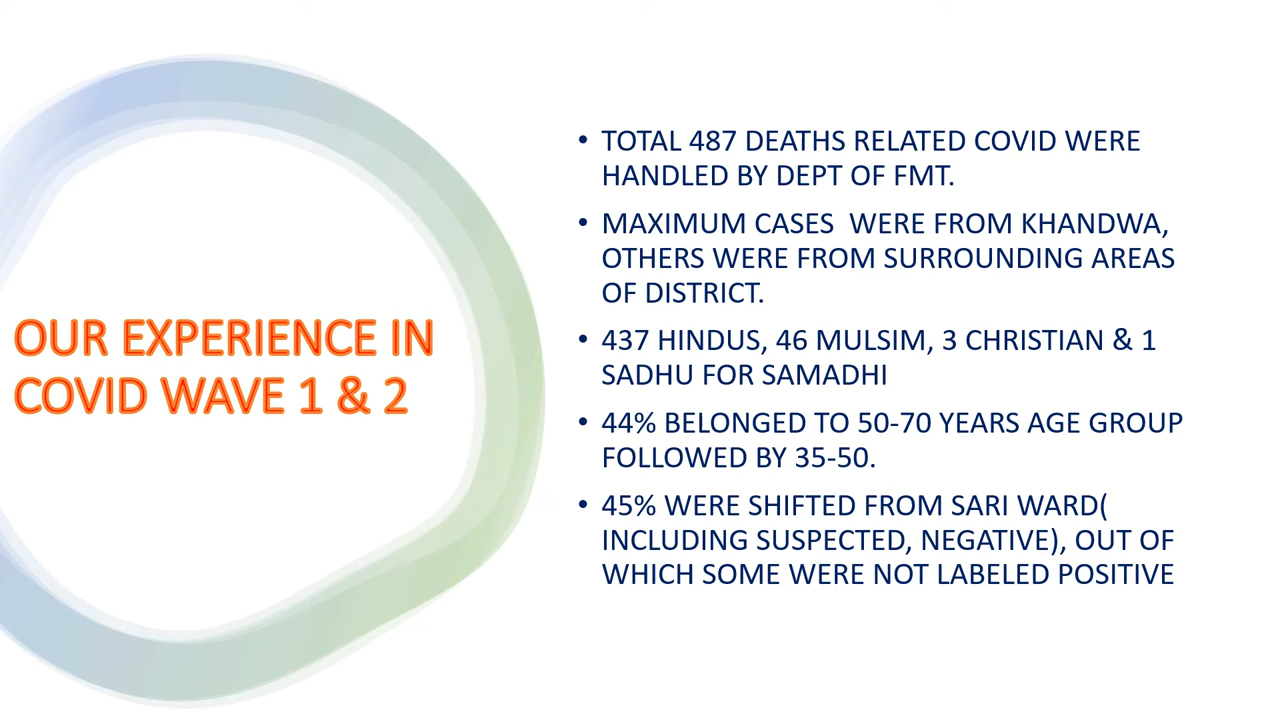 OUR EXPERIENCE IN
COVID WAVE 1 & 2
• TOTAL 487 DEATHS RELATED COVID WERE
HANDLED BY DEPT OF FMT.
• MAXIMUM CASES  WERE FROM KHANDWA,
OTHERS WERE FROM SURROUNDING AREAS
OF DISTRICT.
• 437 HINDUS, 46 MULSIM, 3 CHRISTIAN & 1
SADHU FOR SAMADHI
• 44% BELONGED TO 50-70 YEARS AGE GROUP
FOLLOWED BY 35-50.
• 45% WERE SHIFTED FROM SARI WARD(
INCLUDING SUSPECTED, NEGATIVE), OUT OF
WHICH SOME WERE NOT LABELED POSITIVE